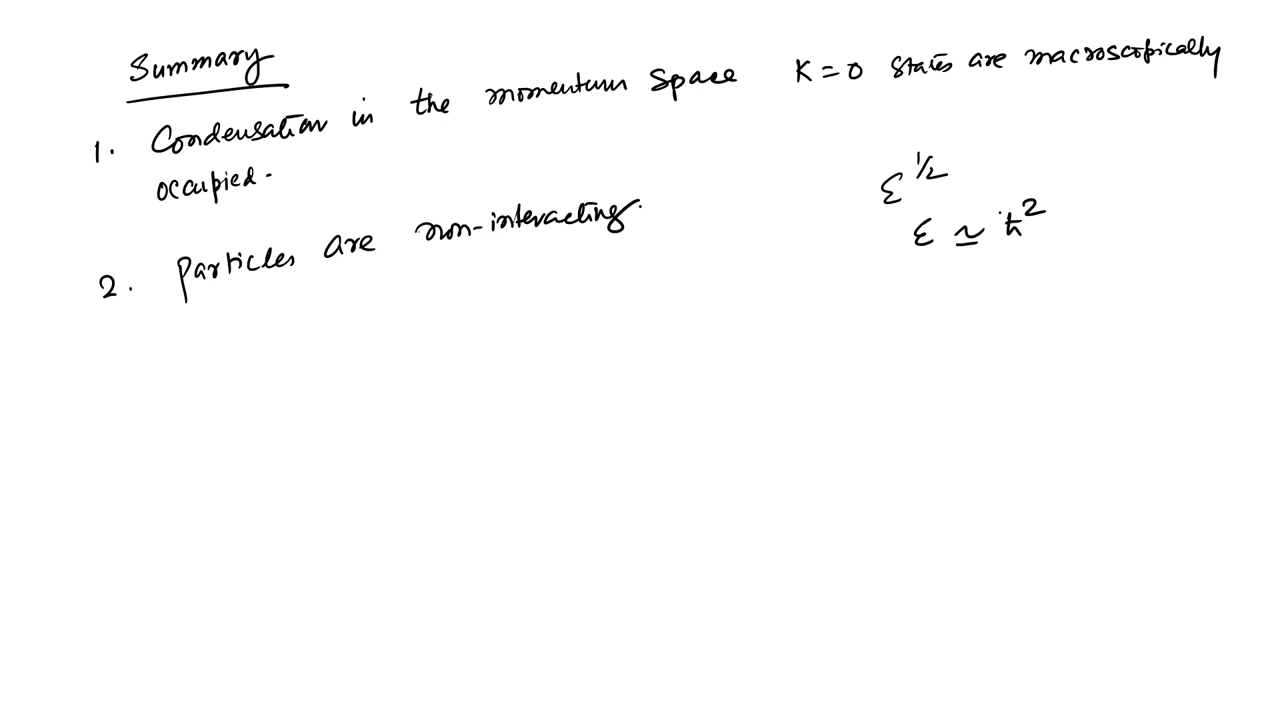 Summary
1. Condensation in the momentum space K = 0 states are macroscopically
occupied.
ε^1/2
2. Particles are non-interacting.
ε ≃ ħ^2